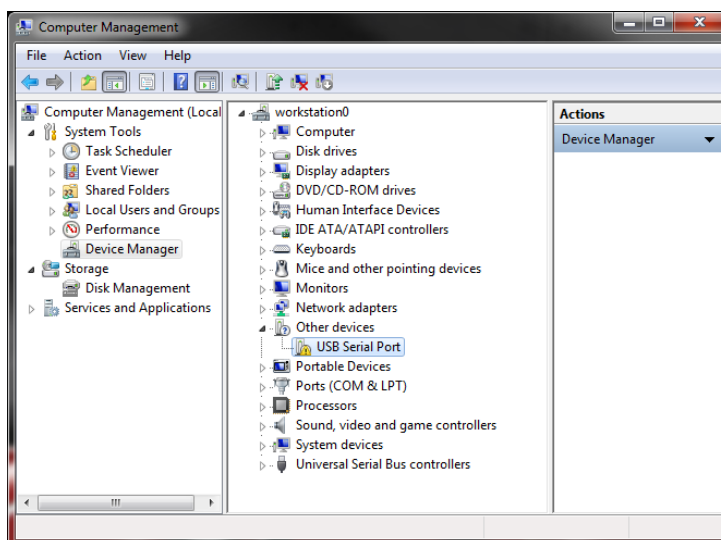 Computer Management
File Action View Help
Computer Management (Local
System Tools
Task Scheduler
Event Viewer
Shared Folders
Local Users and Groups
Performance
Device Manager
Storage
Disk Management
Services and Applications
workstation0
Computer
Disk drives
Display adapters
DVD/CD-ROM drives
Human Interface Devices
IDE ATA/ATAPI controllers
Keyboards
Mice and other pointing devices
Monitors
Network adapters
Other devices
USB Serial Port
Portable Devices
Ports (COM & LPT)
Processors
Sound, video and game controllers
System devices
Universal Serial Bus controllers
Actions
Device Manager